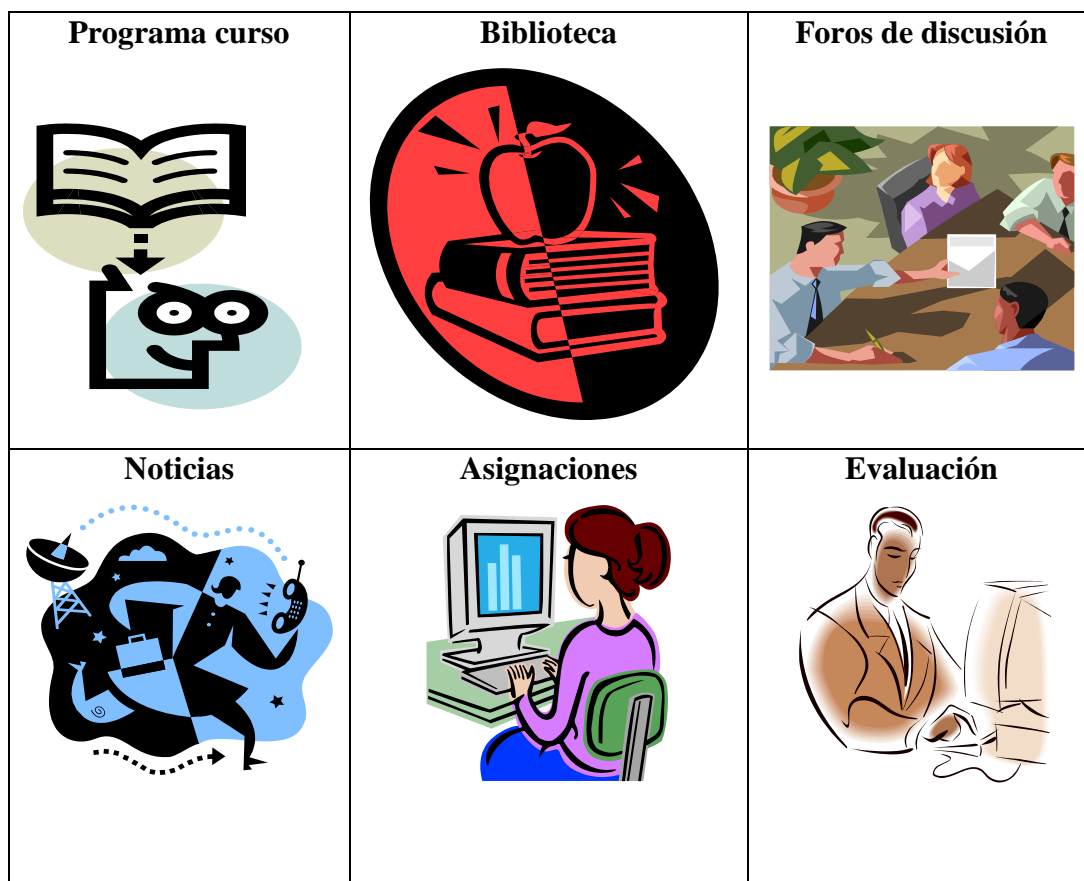 Programa curso
Biblioteca
Foros de discusión
Noticias
Asignaciones
Evaluación